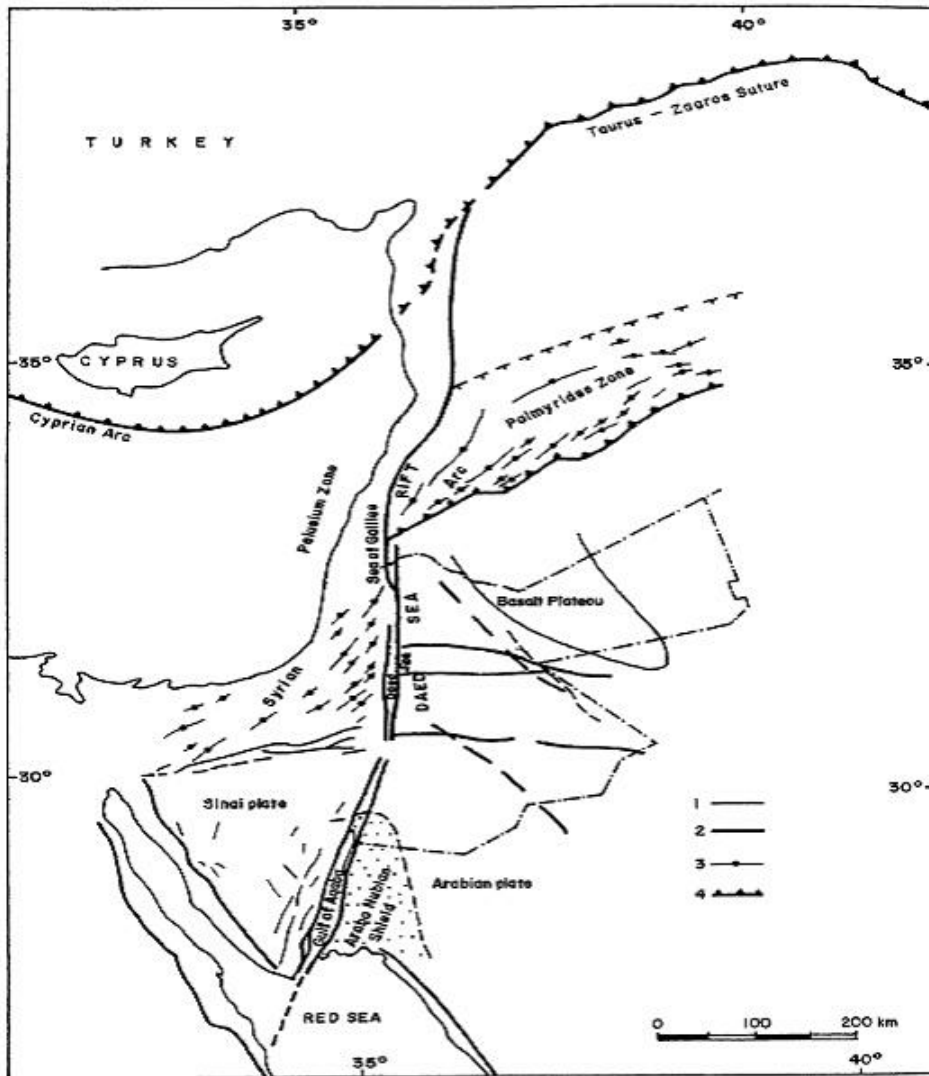 35°
40°
Taurus – Zagros Suture
TURKEY
CYPRUS
35°
35°
Cyprian Arc
Palmyrides Zone
Arc
RIFT
Pelusium Zone
Sea of Galilee
Basalt Plateau
SEA
Syrian
DAED
30°
30°
Sinai plate
1
2
3
4
Arabian plate
Gulf of Aqaba
Arabo Nubian
Shield
RED SEA
0 100 200 km
35°
40°